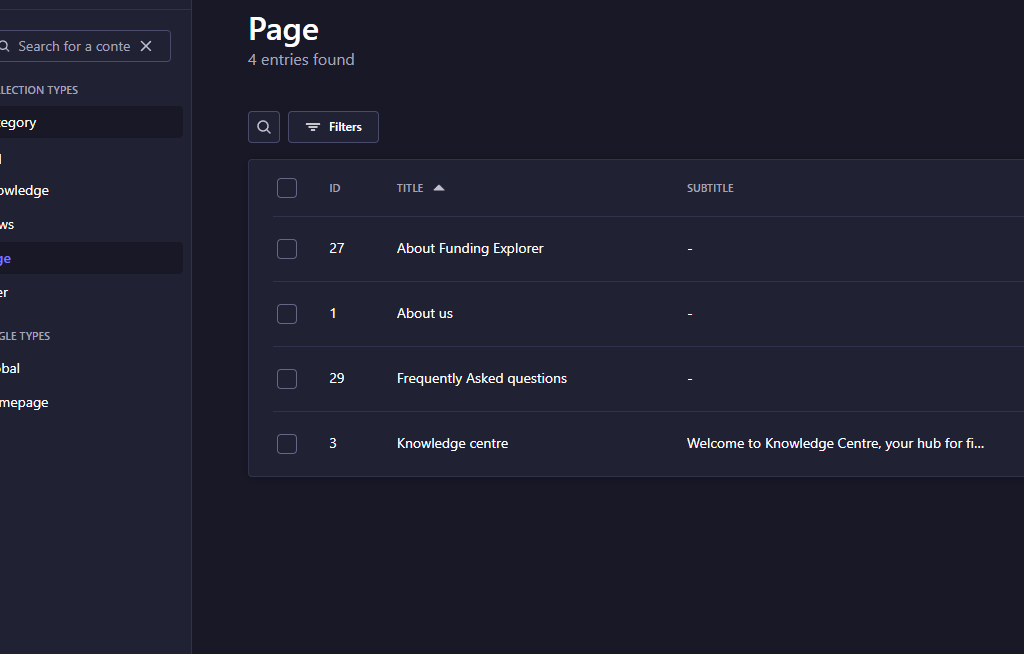 Search for a conte
LECTION TYPES
egory
owledge
ws
ge
er
GLE TYPES
bal
mepage
Page
4 entries found
Filters
ID TITLE SUBTITLE
27 About Funding Explorer -
1 About us -
29 Frequently Asked questions -
3 Knowledge centre Welcome to Knowledge Centre, your hub for fi...